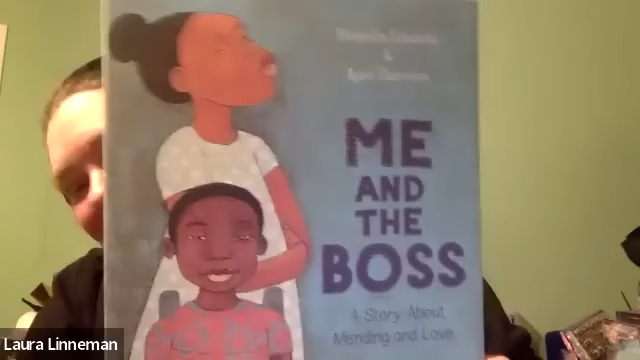 ME
AND
THE
BOSS
A Story About
Mending and Love
Laura Linneman